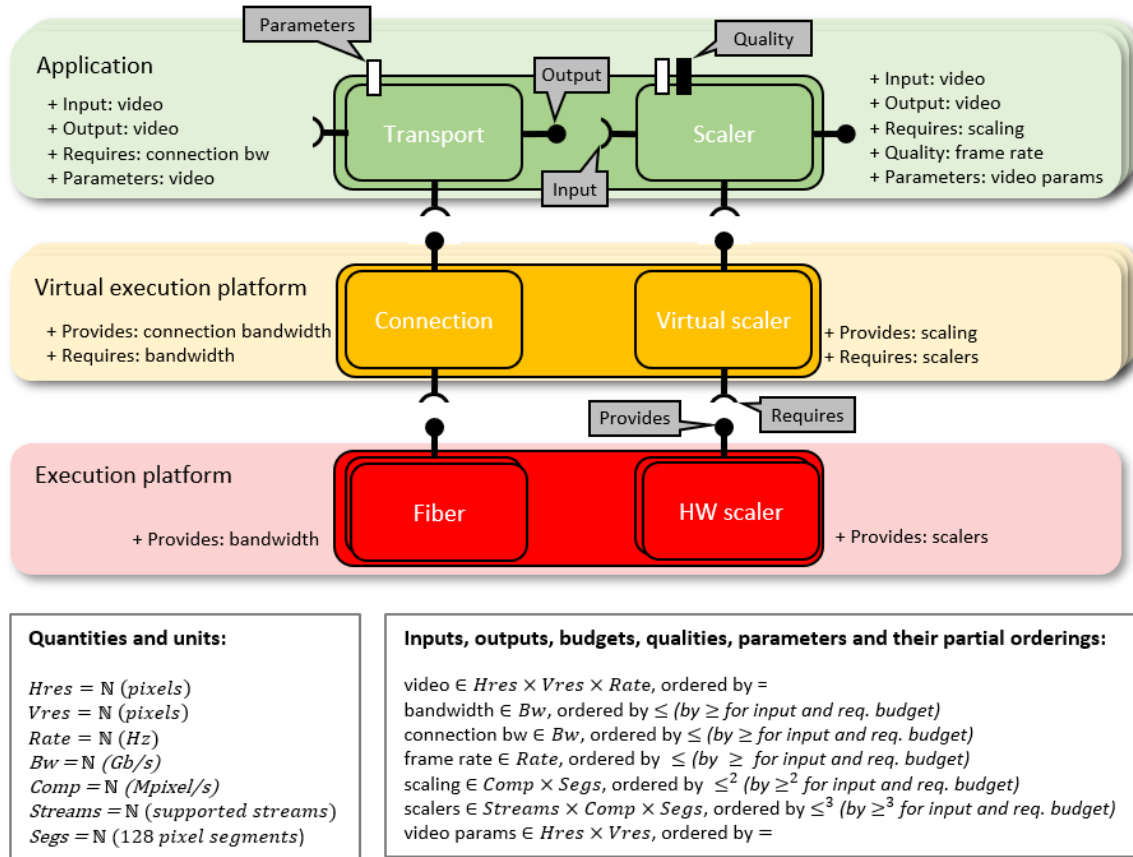 Parameters
Quality
Application
Output
+ Input: video
+ Output: video
+ Requires: connection bw
+ Parameters: video
Transport
Scaler
Input
+ Input: video
+ Output: video
+ Requires: scaling
+ Quality: frame rate
+ Parameters: video params
Virtual execution platform
+ Provides: connection bandwidth
+ Requires: bandwidth
Connection
Virtual scaler
+ Provides: scaling
+ Requires: scalers
Provides
Requires
Execution platform
+ Provides: bandwidth
Fiber
HW scaler
+ Provides: scalers
Quantities and units:
Hres = ℕ (pixels)
Vres = ℕ (pixels)
Rate = ℕ (Hz)
Bw = ℕ (Gb/s)
Comp = ℕ (Mpixel/s)
Streams = ℕ (supported streams)
Segs = ℕ (128 pixel segments)
Inputs, outputs, budgets, qualities, parameters and their partial orderings:
video ∈ Hres × Vres × Rate, ordered by =
bandwidth ∈ Bw, ordered by ≤ (by ≥ for input and req. budget)
connection bw ∈ Bw, ordered by ≤ (by ≥ for input and req. budget)
frame rate ∈ Rate, ordered by ≤ (by ≥ for input and req. budget)
scaling ∈ Comp × Segs, ordered by ≤² (by ≥² for input and req. budget)
scalers ∈ Streams × Comp × Segs, ordered by ≤³ (by ≥³ for input and req. budget)
video params ∈ Hres × Vres, ordered by =